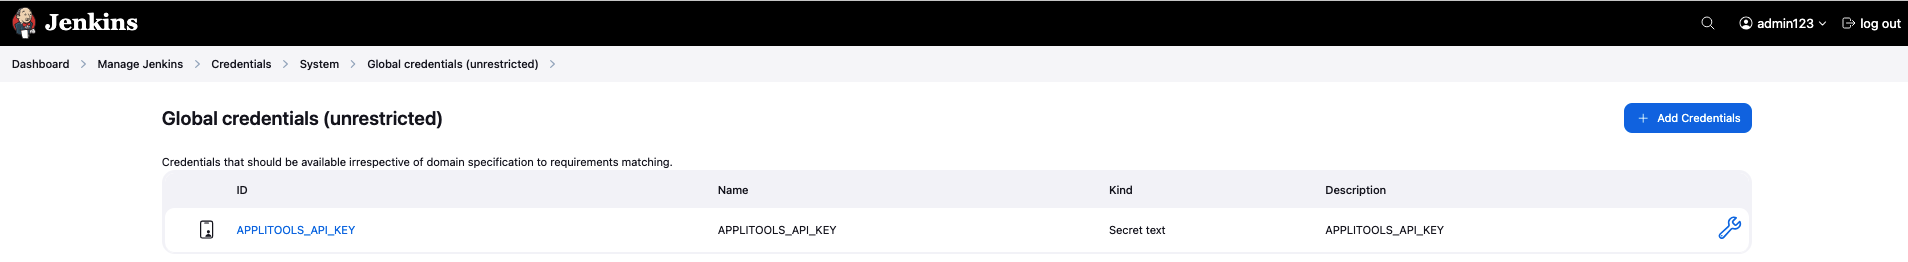 Jenkins
admin123 log out
Dashboard Manage Jenkins Credentials System Global credentials (unrestricted)
Global credentials (unrestricted)
+ Add Credentials
Credentials that should be available irrespective of domain specification to requirements matching.
ID Name Kind Description
APPLITOOLS_API_KEY APPLITOOLS_API_KEY Secret text APPLITOOLS_API_KEY